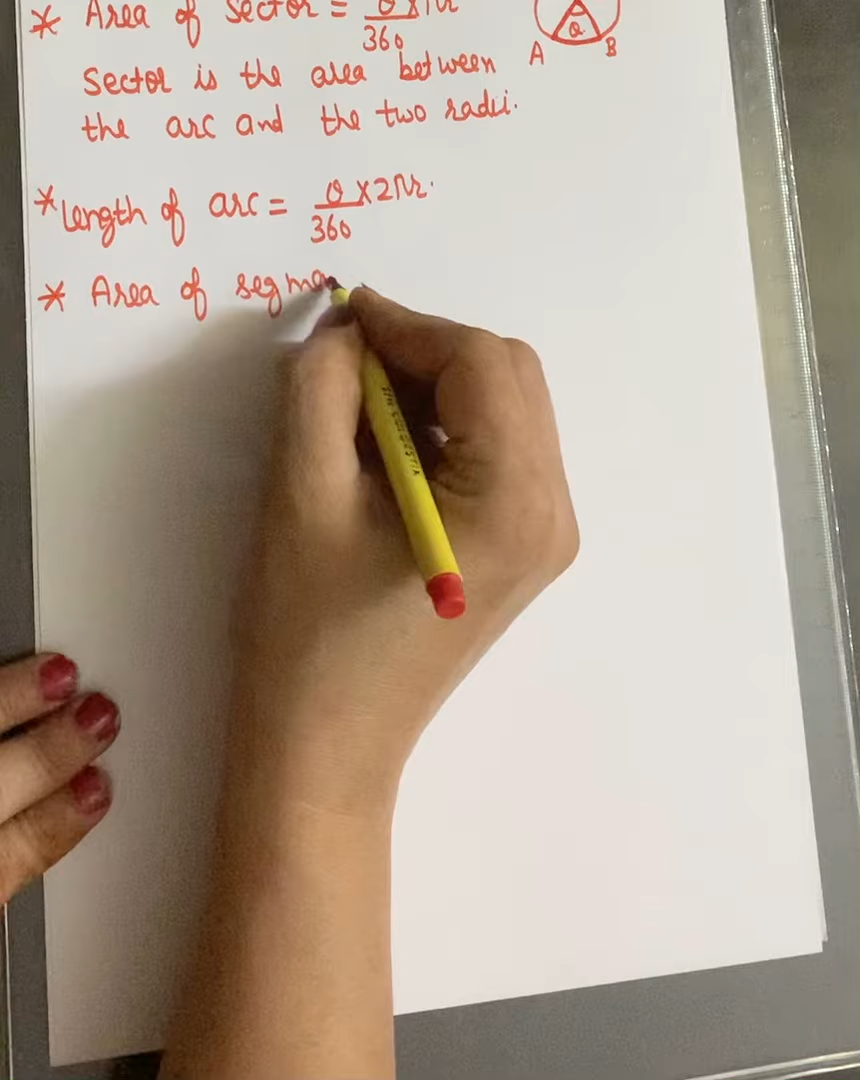 * Area of Sector = θ/360 × πr²
Q
A B
Sector is the area between
the arc and the two radii.
* Length of arc = θ/360 × 2πr.
* Area of segme